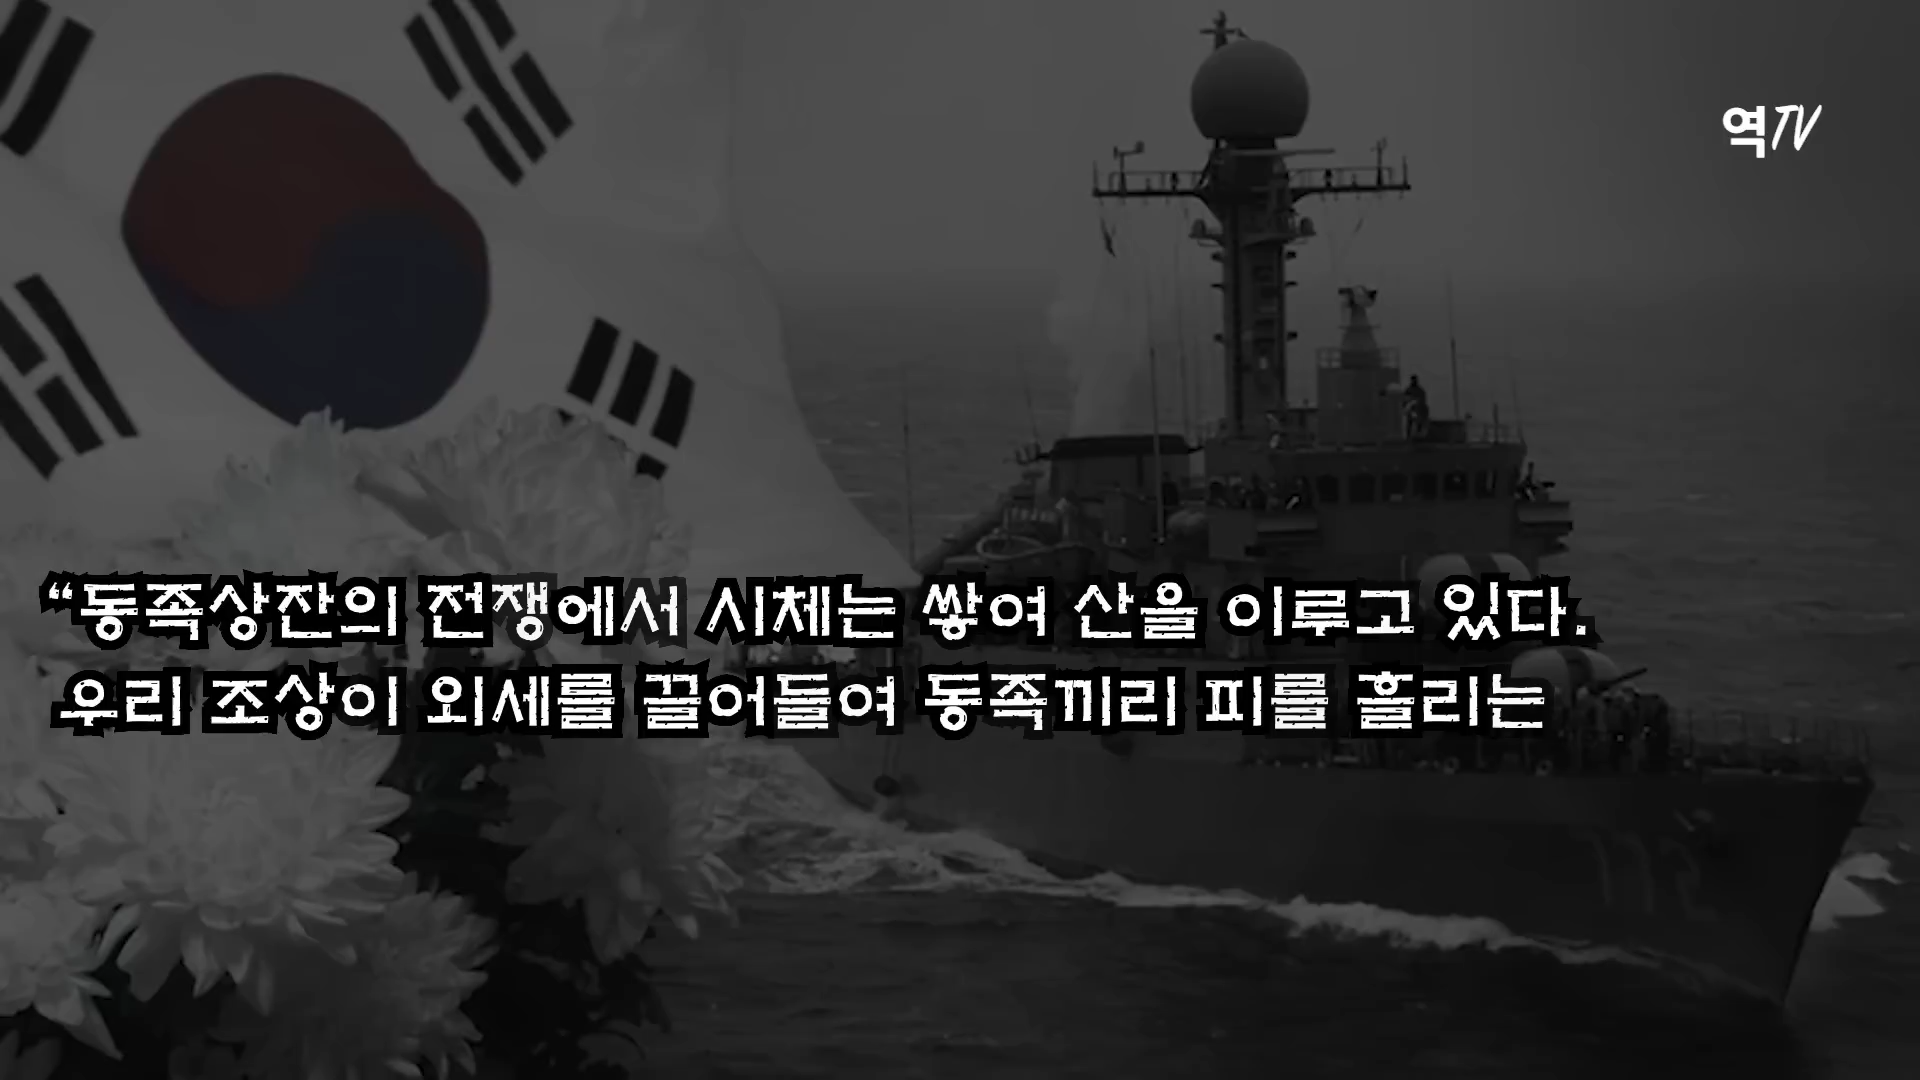 역TV
“동족상잔의 전쟁에서 시체는 쌓여 산을 이루고 있다.
우리 조상이 외세를 끌어들여 동족끼리 피를 흘리는
772